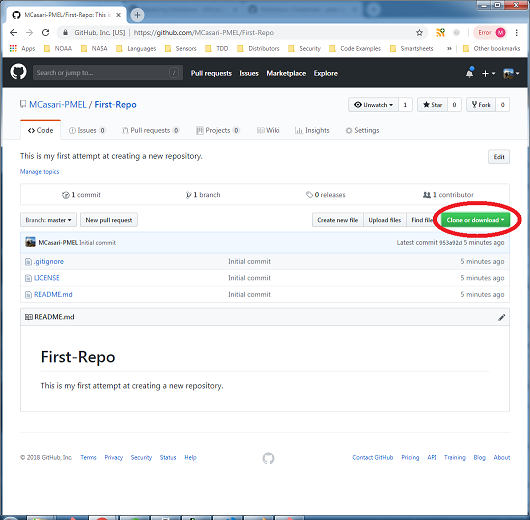 MCasari-PMEL/First-Repo: This is
GitHub, Inc. [US] | https://github.com/MCasari-PMEL/First-Repo
Error M
Apps NOAA NASA Languages Sensors TDD Distributors Security Code Examples Smartsheets » Other bookmarks
Search or jump to... / Pull requests Issues Marketplace Explore
MCasari-PMEL / First-Repo
Unwatch 1 Star 0 Fork 0
Code Issues 0 Pull requests 0 Projects 0 Wiki Insights Settings
This is my first attempt at creating a new repository.
Edit
Manage topics
1 commit 1 branch 0 releases 1 contributor
Branch: master New pull request Create new file Upload files Find file Clone or download
MCasari-PMEL Initial commit Latest commit 953a92d 5 minutes ago
.gitignore Initial commit 5 minutes ago
LICENSE Initial commit 5 minutes ago
README.md Initial commit 5 minutes ago
README.md
First-Repo
This is my first attempt at creating a new repository.
© 2018 GitHub, Inc. Terms Privacy Security Status Help Contact GitHub Pricing API Training Blog About